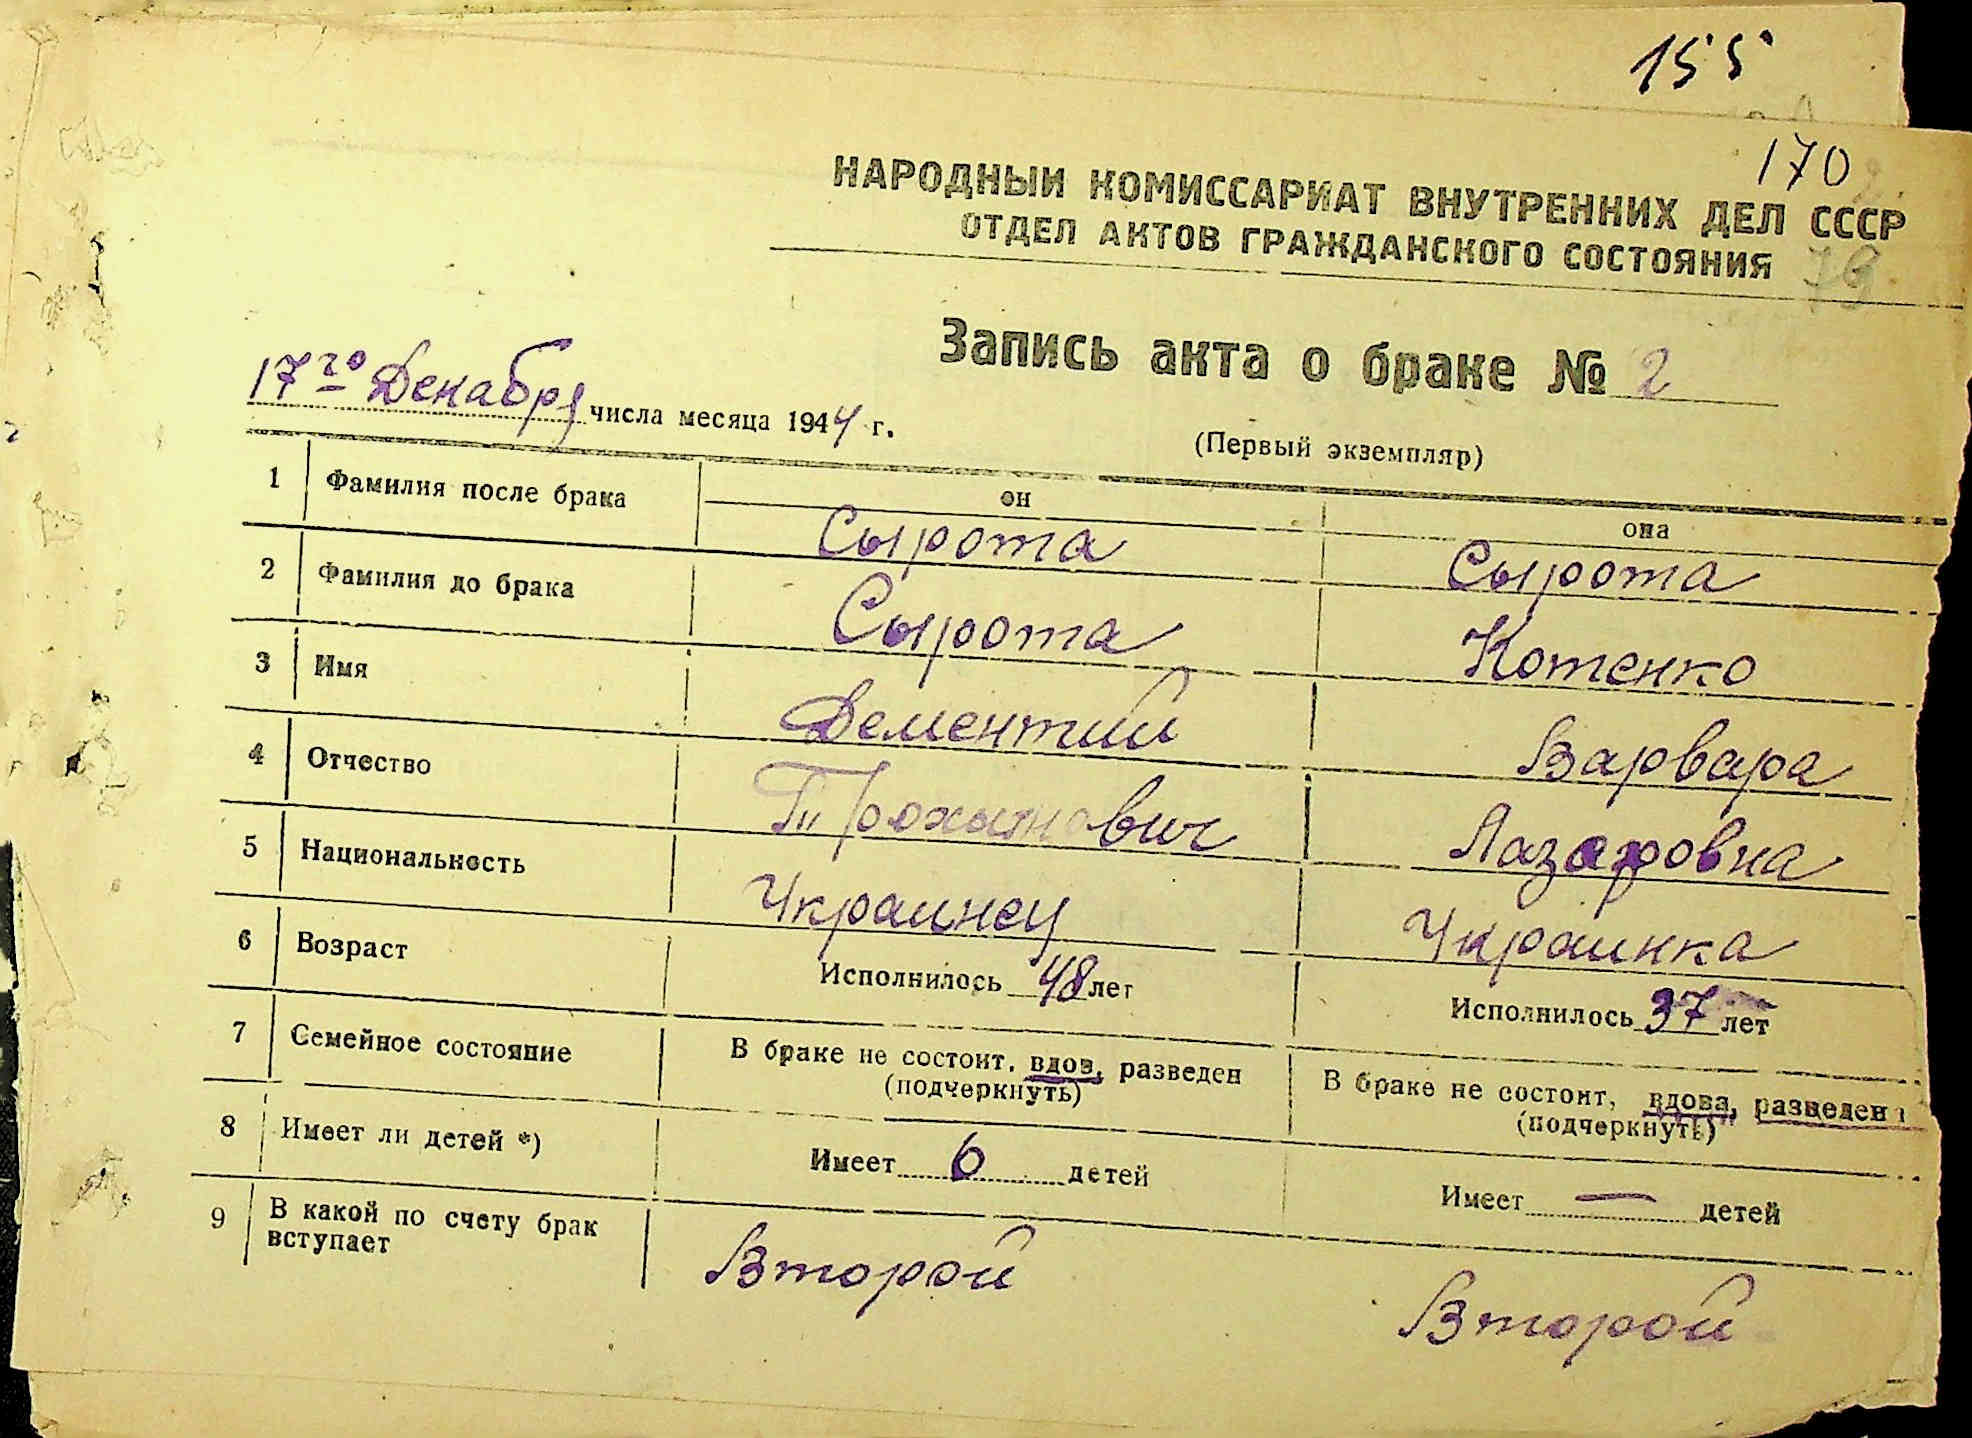 155
170
НАРОДНЫЙ КОМИССАРИАТ ВНУТРЕННИХ ДЕЛ СССР
ОТДЕЛ АКТОВ ГРАЖДАНСКОГО СОСТОЯНИЯ
Запись акта о браке № 2
17го Декабря числа месяца 1944 г.
(Первый экземпляр)
1 Фамилия после брака он Сырота она Сырота
2 Фамилия до брака Сырота Котенко
3 Имя Дементий Варвара
4 Отчество Лазаровна
5 Национальность Украинец Украинка
6 Возраст Исполнилось 48 лет Исполнилось 37 лет
7 Семейное состояние В браке не состоит, вдов, разведен (подчеркнуть) В браке не состоит, вдова, разведена (подчеркнуть)
8 Имеет ли детей *) Имеет 6 детей Имеет — детей
9 В какой по счету брак вступает Второй Второй